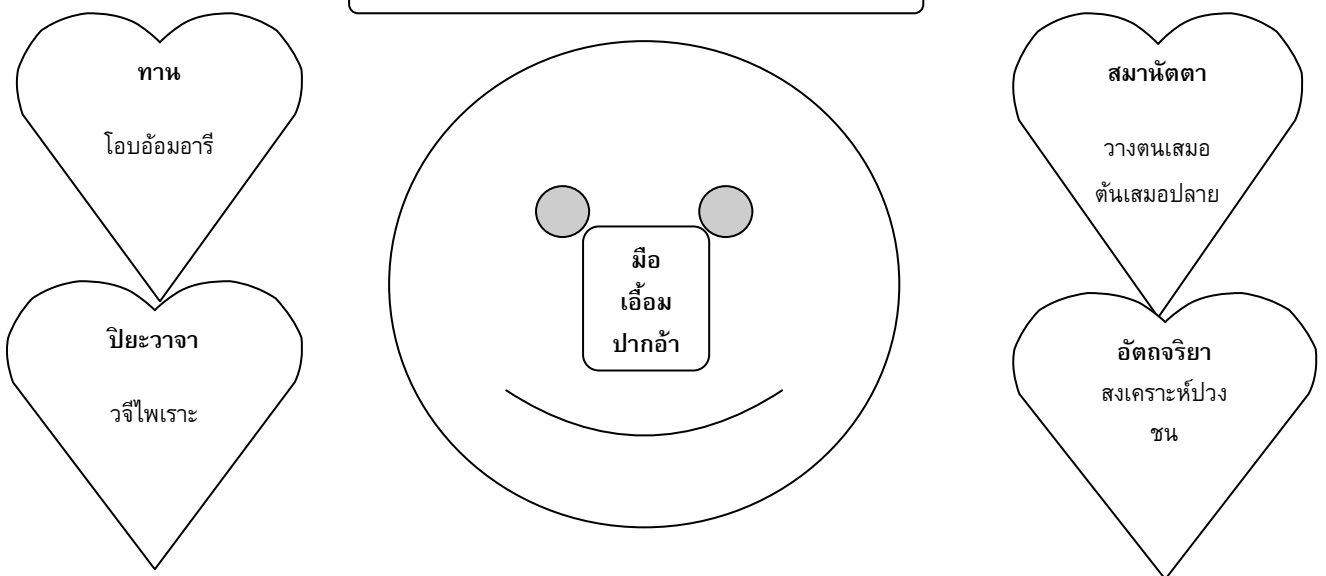 ทาน
โอบอ้อมอารี
ปิยะวาจา
วจีไพเราะ
มือ
เอื้อม
ปากอ้า
สมานัตตา
วางตนเสมอ
ต้นเสมอปลาย
อัตถจริยา
สงเคราะห์ปวง
ชน